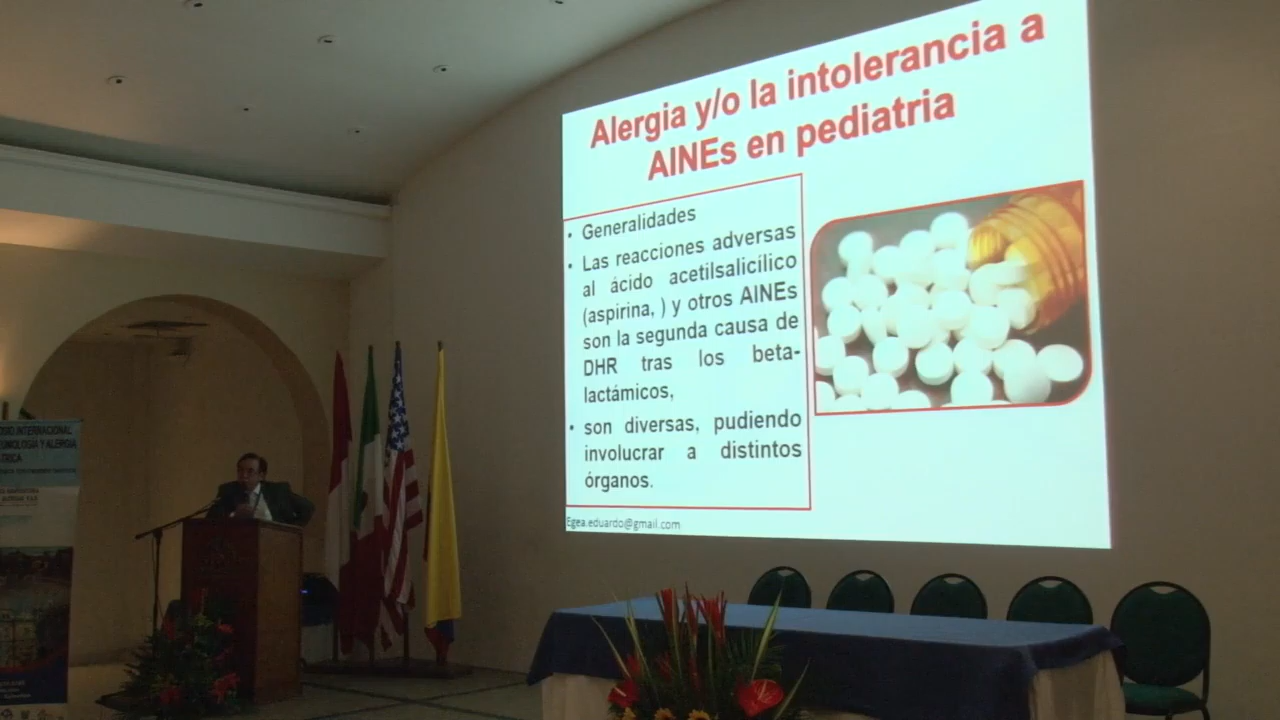 Alergia y/o la intolerancia a
AINEs en pediatria
• Generalidades
• Las reacciones adversas
al ácido acetilsalicílico
(aspirina, ) y otros AINEs
son la segunda causa de
DHR tras los beta-
lactámicos,
• son diversas, pudiendo
involucrar a distintos
órganos.
Egea.eduardo@gmail.com
INTERNACIONAL
Y ALERGIA